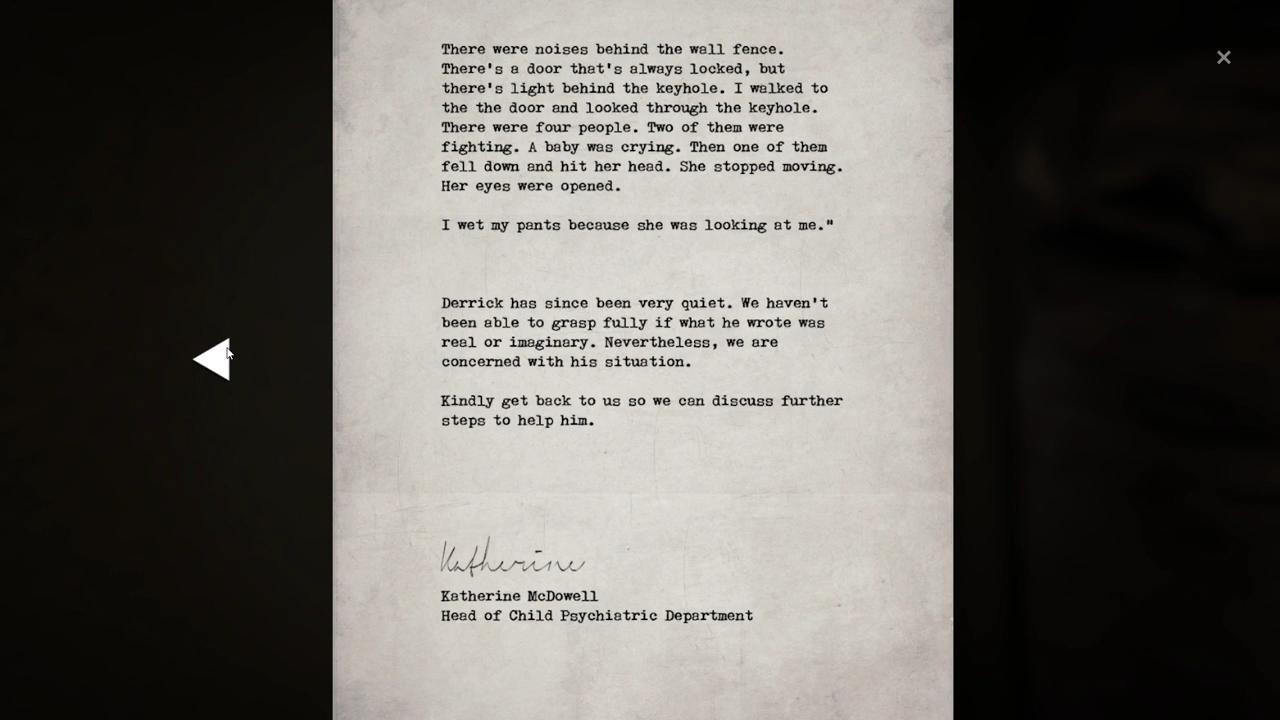 There were noises behind the wall fence.
There's a door that's always locked, but
there's light behind the keyhole. I walked to
the the door and looked through the keyhole.
There were four people. Two of them were
fighting. A baby was crying. Then one of them
fell down and hit her head. She stopped moving.
Her eyes were opened.
I wet my pants because she was looking at me."
Derrick has since been very quiet. We haven't
been able to grasp fully if what he wrote was
real or imaginary. Nevertheless, we are
concerned with his situation.
Kindly get back to us so we can discuss further
steps to help him.
Katherine
Katherine McDowell
Head of Child Psychiatric Department